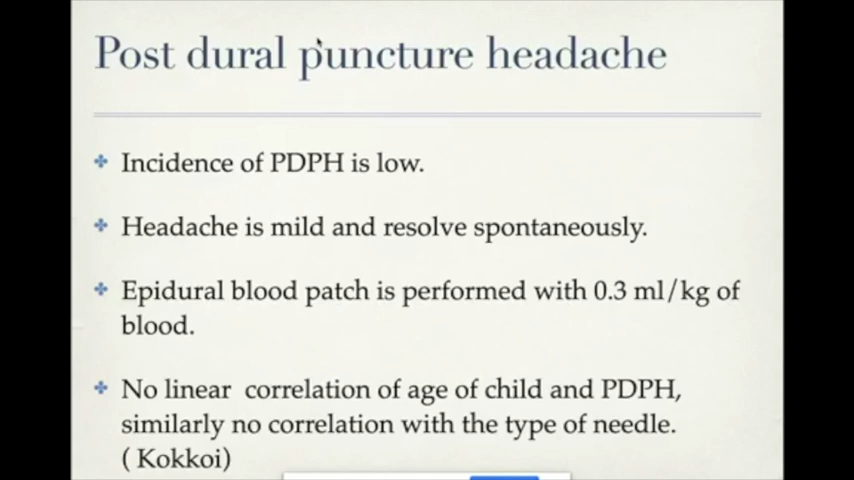 Post dural puncture headache
Incidence of PDPH is low.
Headache is mild and resolve spontaneously.
Epidural blood patch is performed with 0.3 ml/kg of
blood.
No linear correlation of age of child and PDPH,
similarly no correlation with the type of needle.
( Kokkoi)